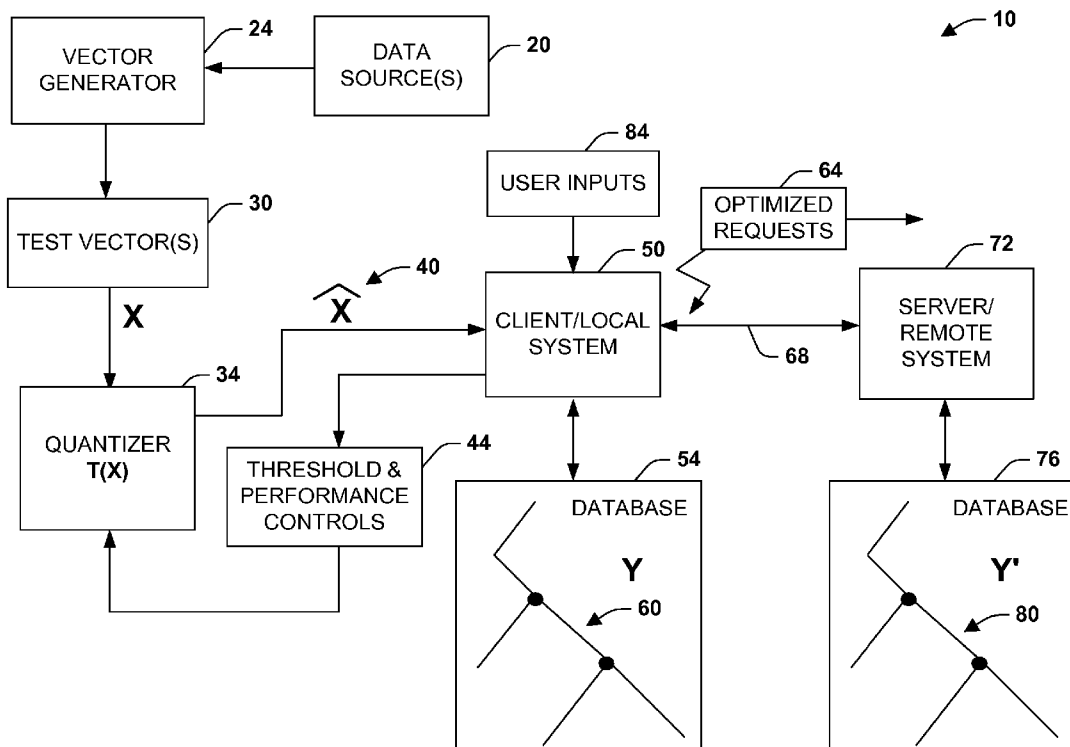 10
24
VECTOR
GENERATOR
20
DATA
SOURCE(S)
84
USER INPUTS
64
OPTIMIZED
REQUESTS
30
TEST VECTOR(S)
X
40
X̂
50
CLIENT/LOCAL
SYSTEM
68
72
SERVER/
REMOTE
SYSTEM
34
QUANTIZER
T(X)
44
THRESHOLD &
PERFORMANCE
CONTROLS
54
DATABASE
Y
60
76
DATABASE
Y'
80